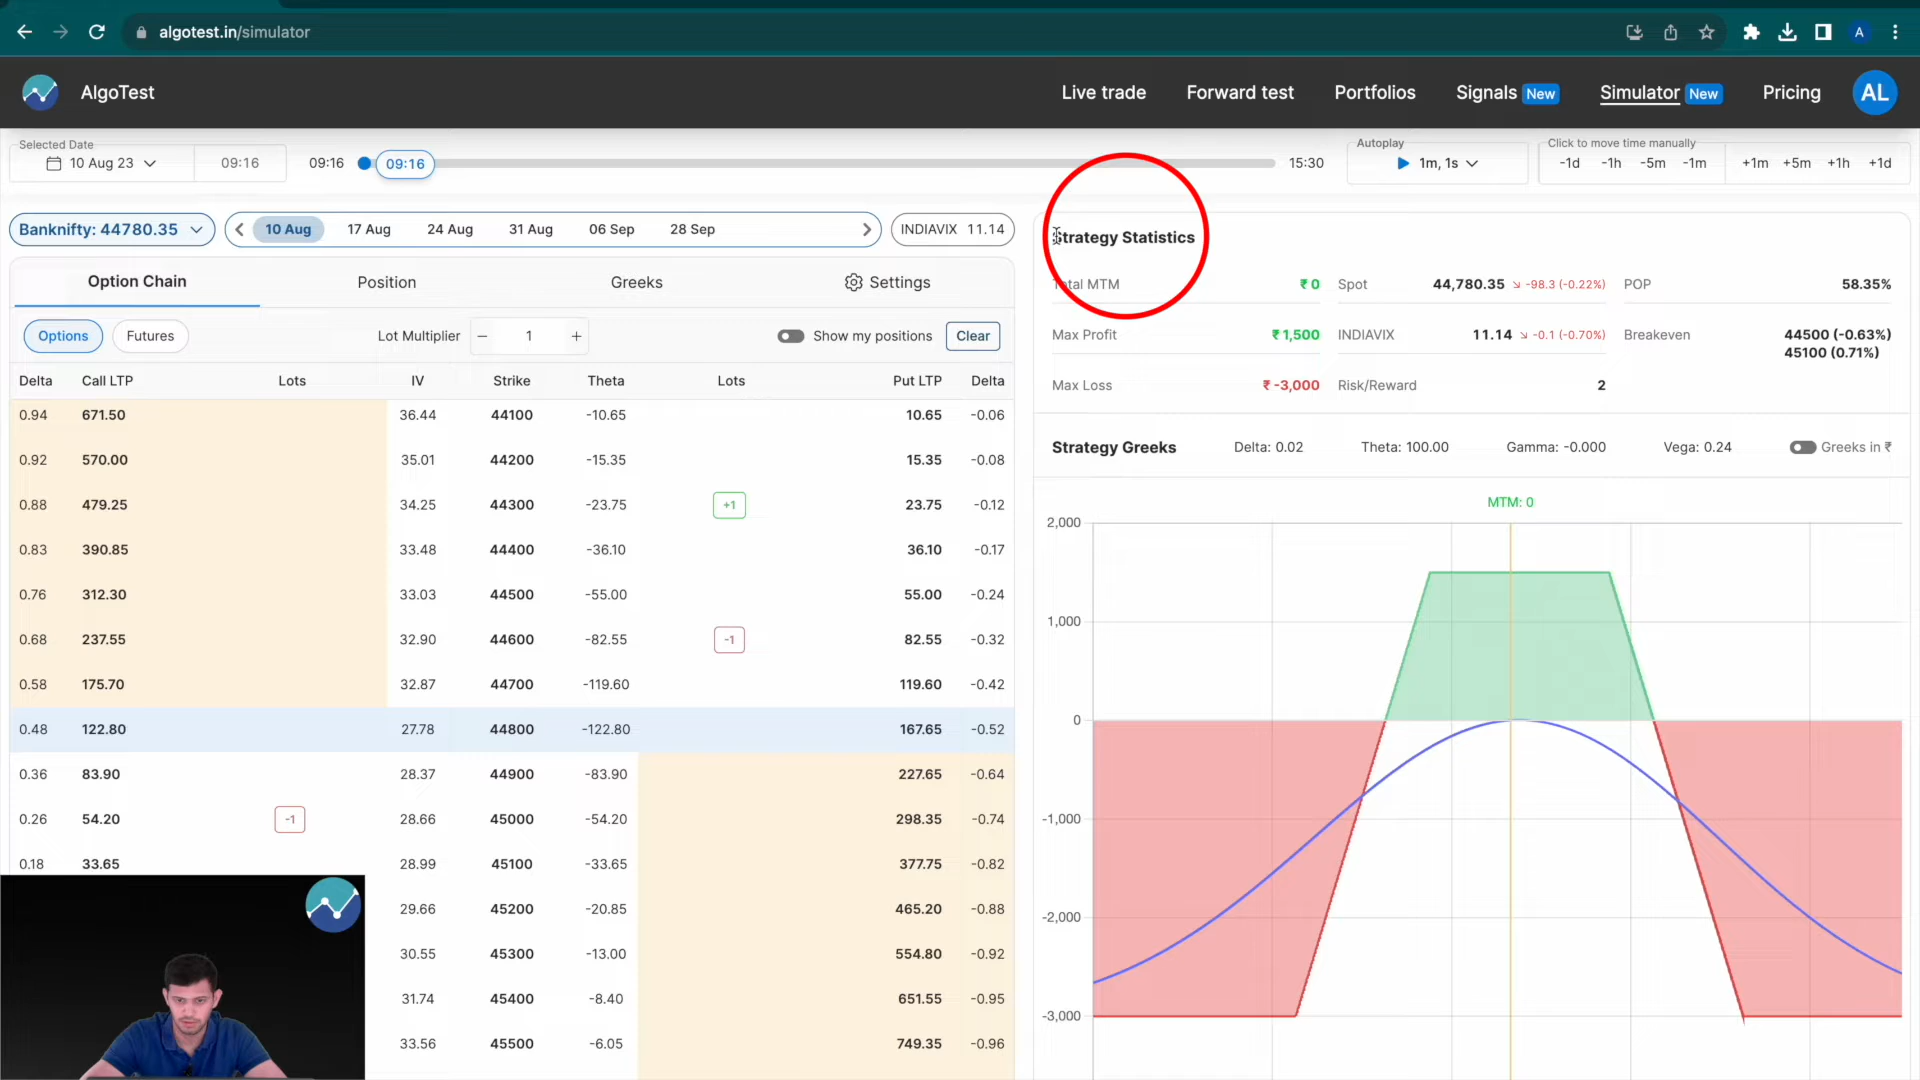 algotest.in/simulator
A
AlgoTest
Live trade
Forward test
Portfolios
Signals New
Simulator New
Pricing
AL
Selected Date
10 Aug 23
09:16
09:16
09:16
15:30
Autoplay
1m, 1s
Click to move time manually
-1d -1h -5m -1m +1m +5m +1h +1d
Banknifty: 44780.35
10 Aug 17 Aug 24 Aug 31 Aug 06 Sep 28 Sep
INDIAVIX 11.14
Option Chain
Position
Greeks
Settings
Options
Futures
Lot Multiplier − 1 +
Show my positions
Clear
Delta Call LTP Lots IV Strike Theta Lots Put LTP Delta
0.94 671.50 36.44 44100 -10.65 10.65 -0.06
0.92 570.00 35.01 44200 -15.35 15.35 -0.08
0.88 479.25 34.25 44300 -23.75 +1 23.75 -0.12
0.83 390.85 33.48 44400 -36.10 36.10 -0.17
0.76 312.30 33.03 44500 -55.00 55.00 -0.24
0.68 237.55 32.90 44600 -82.55 -1 82.55 -0.32
0.58 175.70 32.87 44700 -119.60 119.60 -0.42
0.48 122.80 27.78 44800 -122.80 167.65 -0.52
0.36 83.90 28.37 44900 -83.90 227.65 -0.64
0.26 54.20 -1 28.66 45000 -54.20 298.35 -0.74
0.18 33.65 28.99 45100 -33.65 377.75 -0.82
29.66 45200 -20.85 465.20 -0.88
30.55 45300 -13.00 554.80 -0.92
31.74 45400 -8.40 651.55 -0.95
33.56 45500 -6.05 749.35 -0.96
Strategy Statistics
Total MTM ₹ 0 Spot 44,780.35 -98.3 (-0.22%) POP 58.35%
Max Profit ₹ 1,500 INDIAVIX 11.14 -0.1 (-0.70%) Breakeven 44500 (-0.63%)
45100 (0.71%)
Max Loss ₹ -3,000 Risk/Reward 2
Strategy Greeks Delta: 0.02 Theta: 100.00 Gamma: -0.000 Vega: 0.24 Greeks in ₹
MTM: 0
2,000
1,000
0
-1,000
-2,000
-3,000